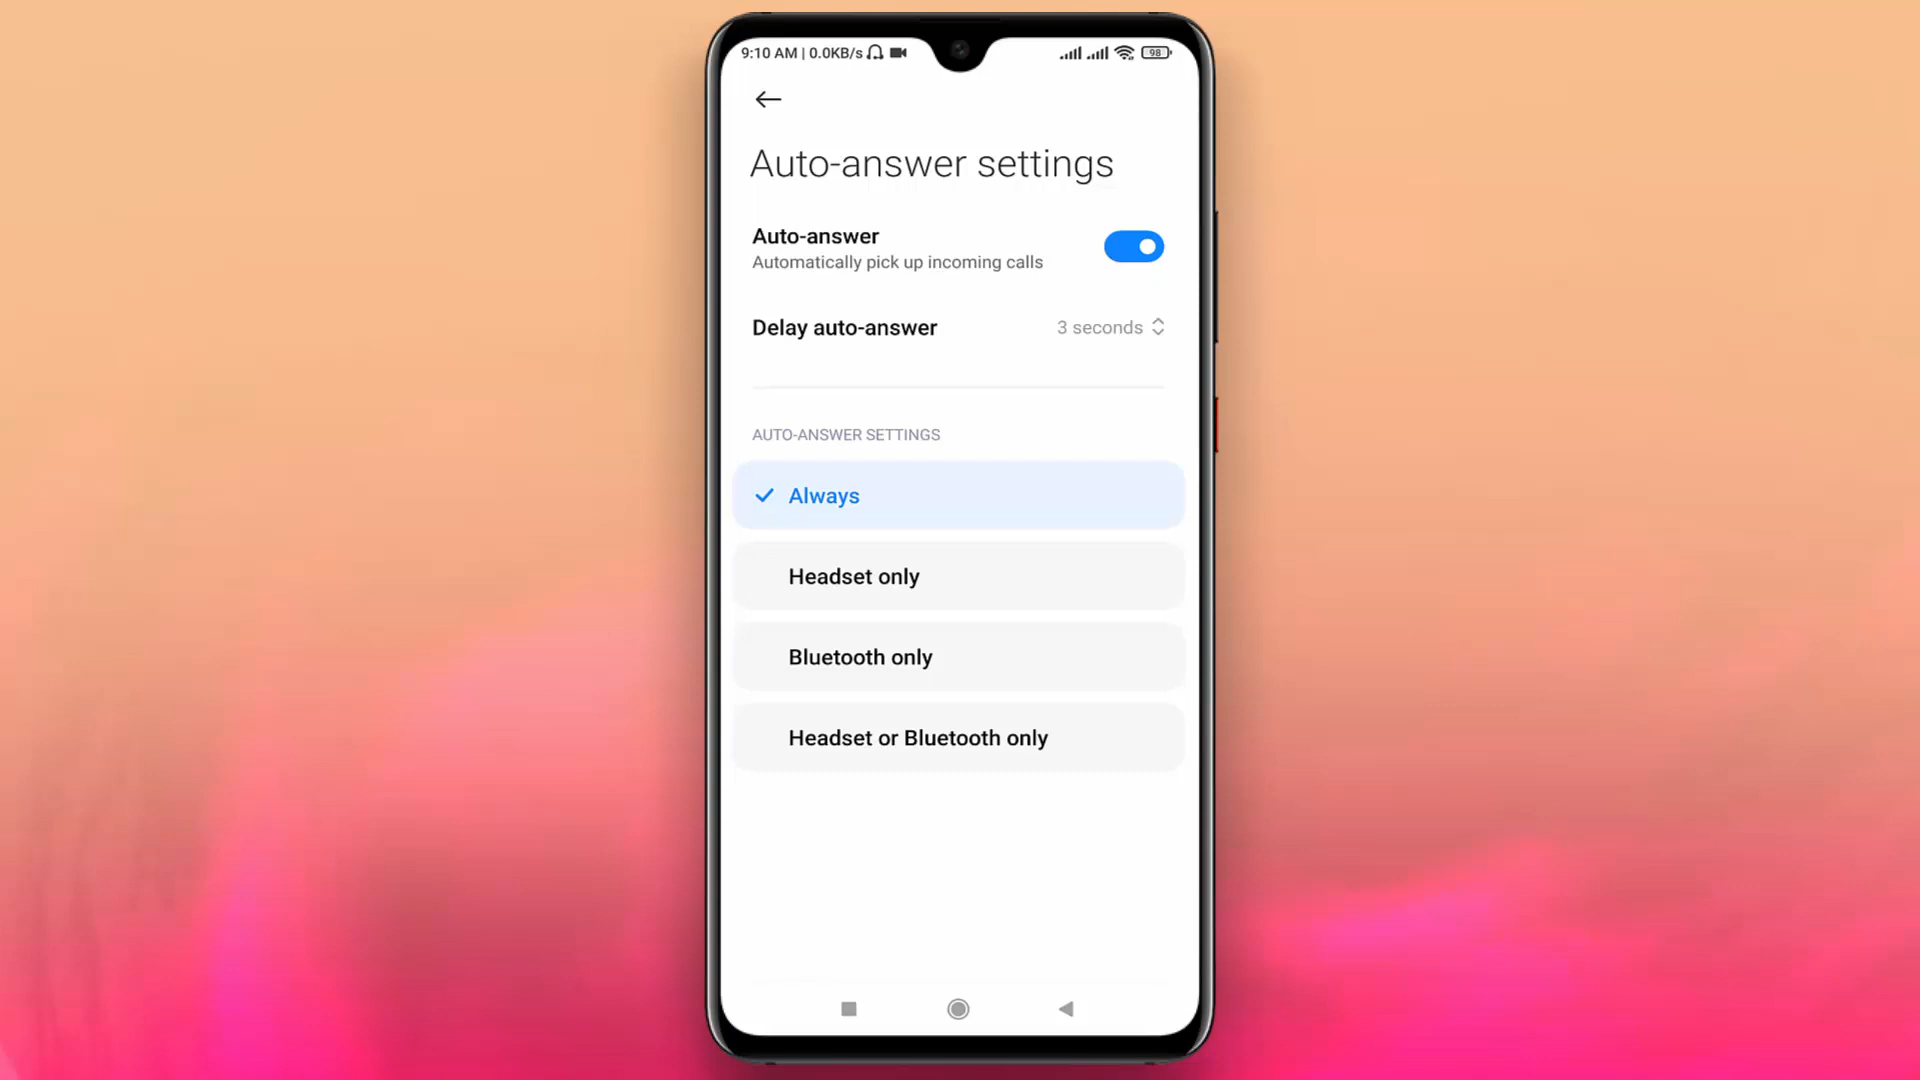 9:10 AM | 0.0KB/s 98
Auto-answer settings
Auto-answer
Automatically pick up incoming calls
Delay auto-answer 3 seconds
AUTO-ANSWER SETTINGS
Always
Headset only
Bluetooth only
Headset or Bluetooth only